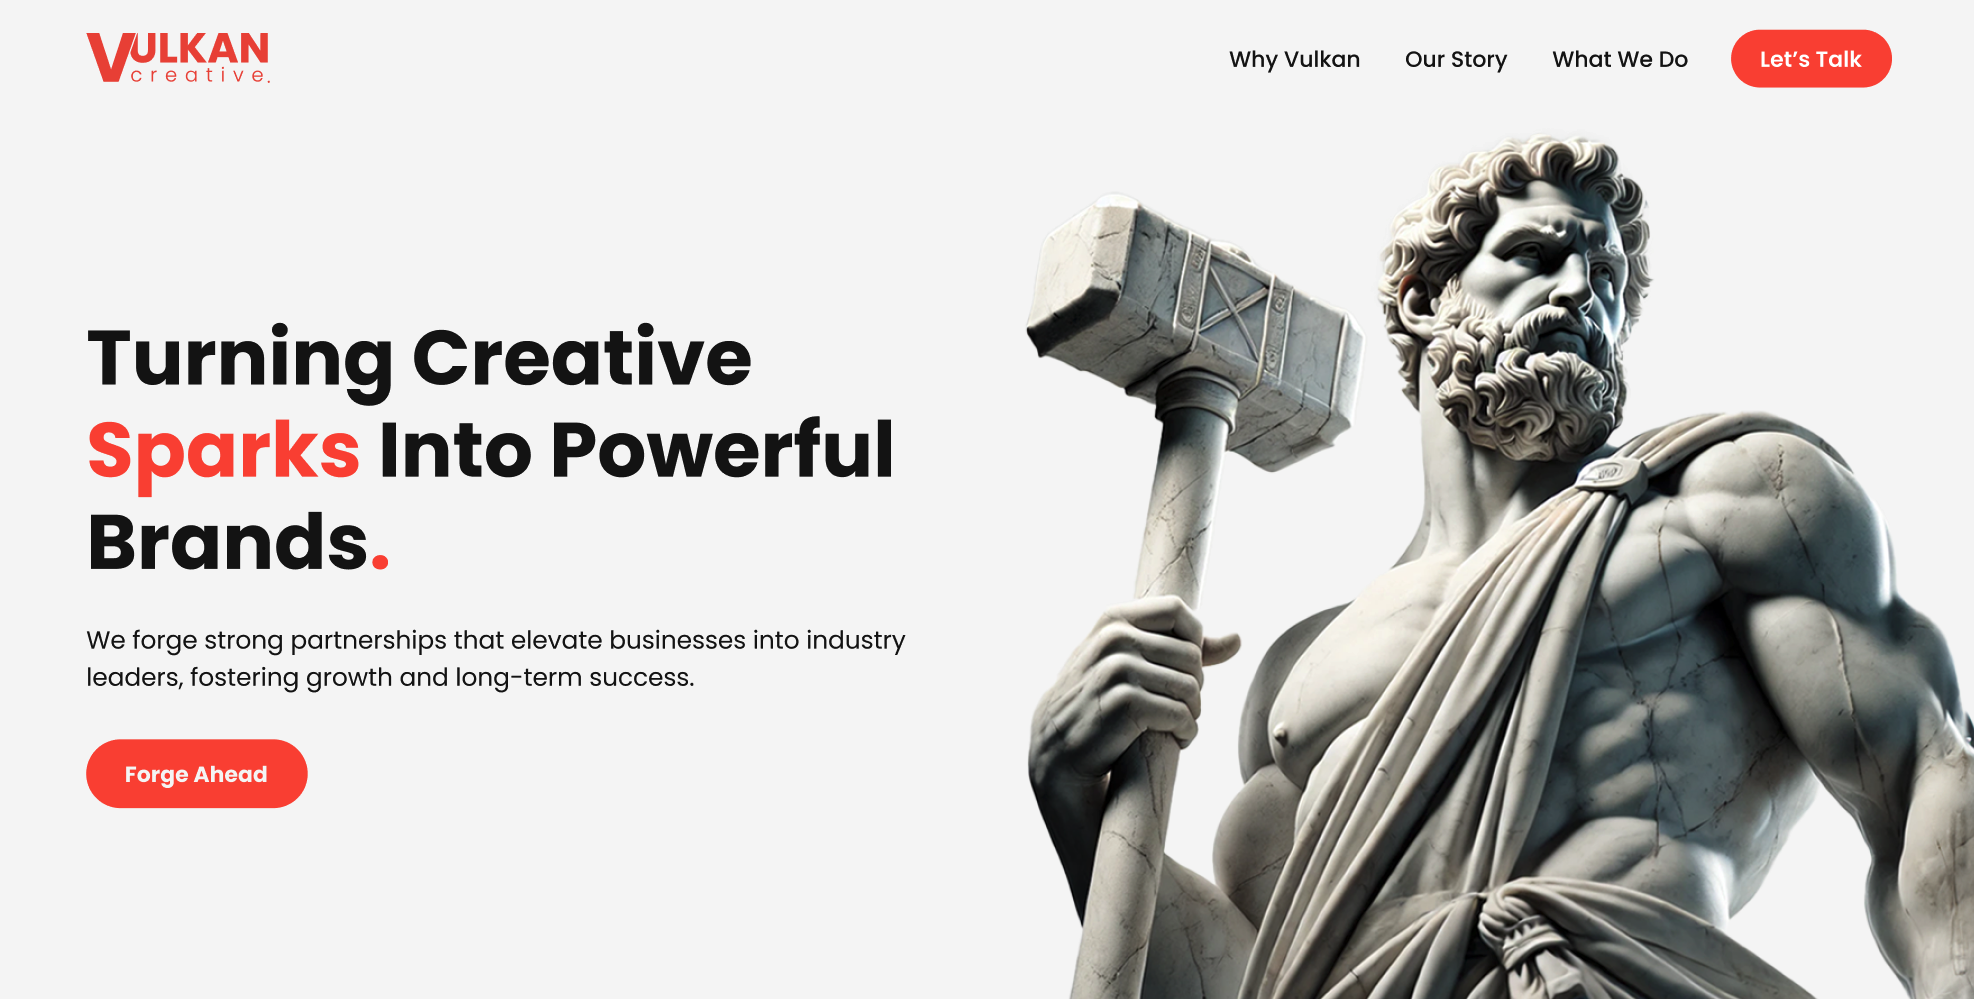 VULKAN
creative.
Why Vulkan
Our Story
What We Do
Let’s Talk
Turning Creative
Sparks Into Powerful
Brands.
We forge strong partnerships that elevate businesses into industry
leaders, fostering growth and long-term success.
Forge Ahead